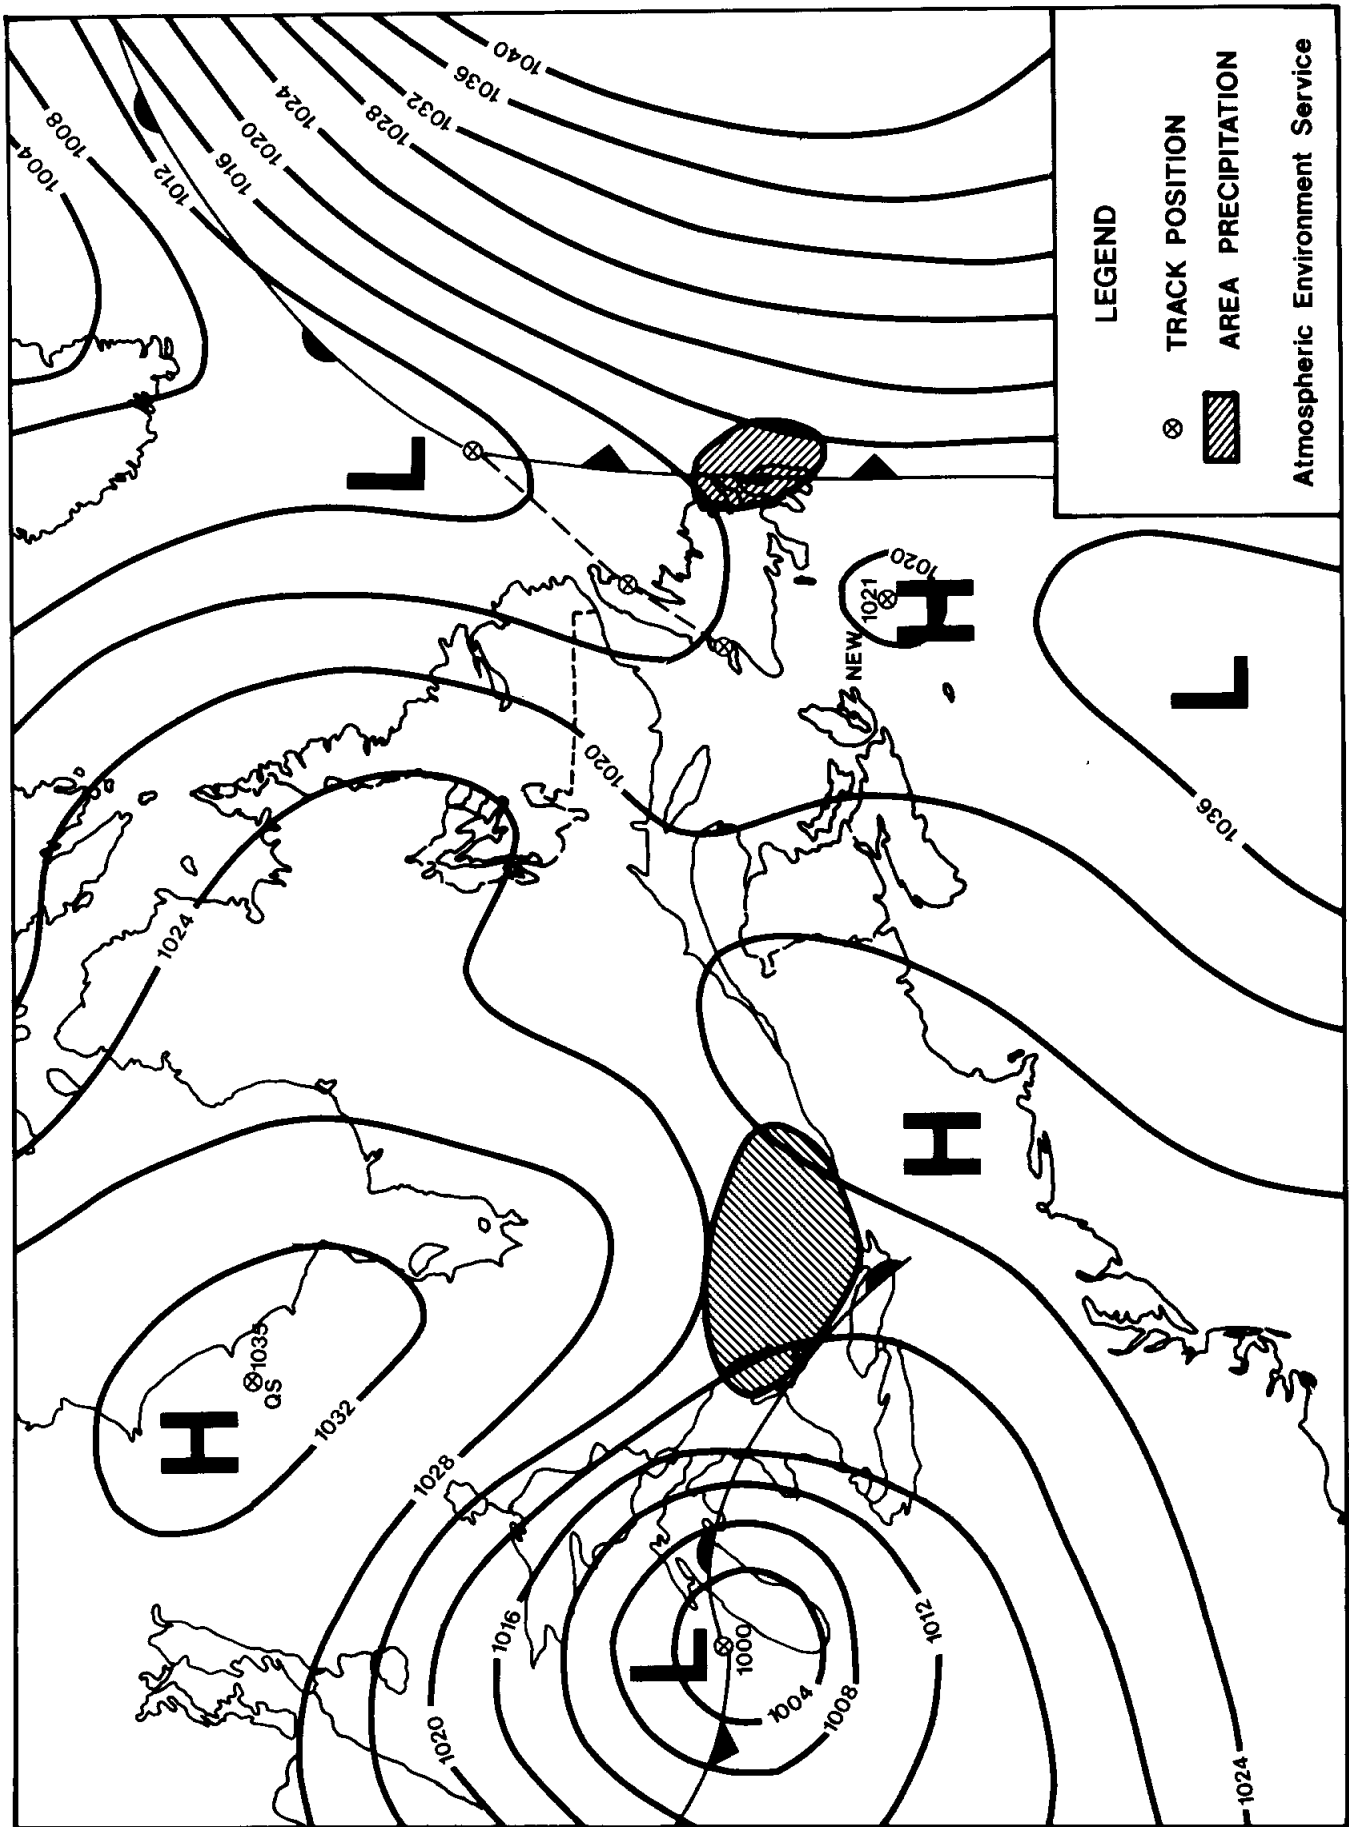 1004
1008
1012
1016
1020
1024
1028
1032
1036
1040
L
1024
1020
NEW
1021
1020
H
L
1036
H
1035
QS
H
1032
1028
H
1016
1020
L
1000
1004
1008
1012
1024
LEGEND
TRACK POSITION
AREA PRECIPITATION
Atmospheric Environment Service